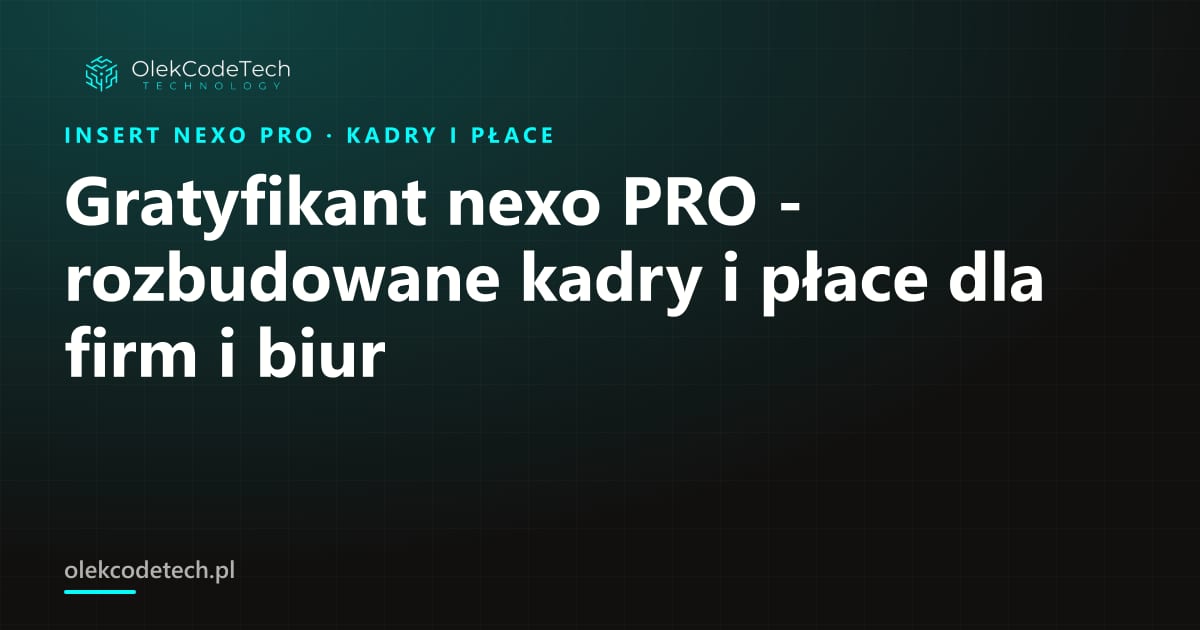 OlekCodeTech
TECHNOLOGY
INSERT NEXO PRO · KADRY I PŁACE
Gratyfikant nexo PRO -
rozbudowane kadry i płace dla
firm i biur
olekcodetech.pl